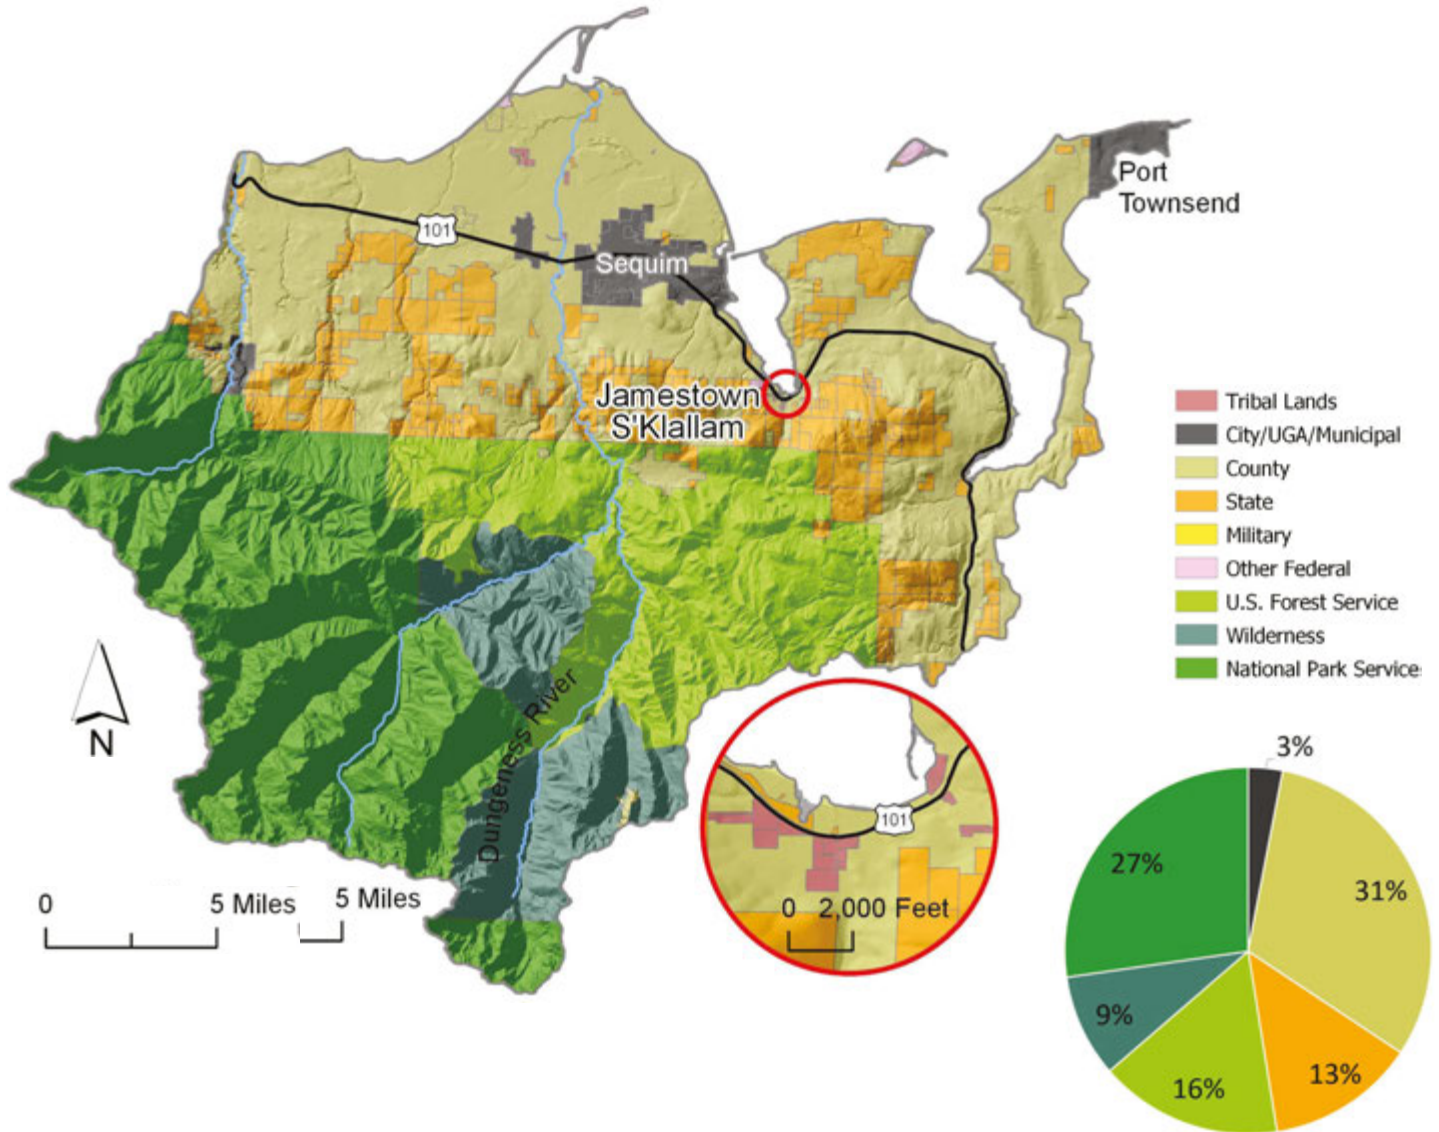 Port
Townsend
101
Sequim
Jamestown
S'Klallam
Tribal Lands
City/UGA/Municipal
County
State
Military
Other Federal
U.S. Forest Service
Wilderness
National Park Service
N
Dungeness River
0 5 Miles
5 Miles
101
0 2,000 Feet
3%
31%
27%
9%
16%
13%